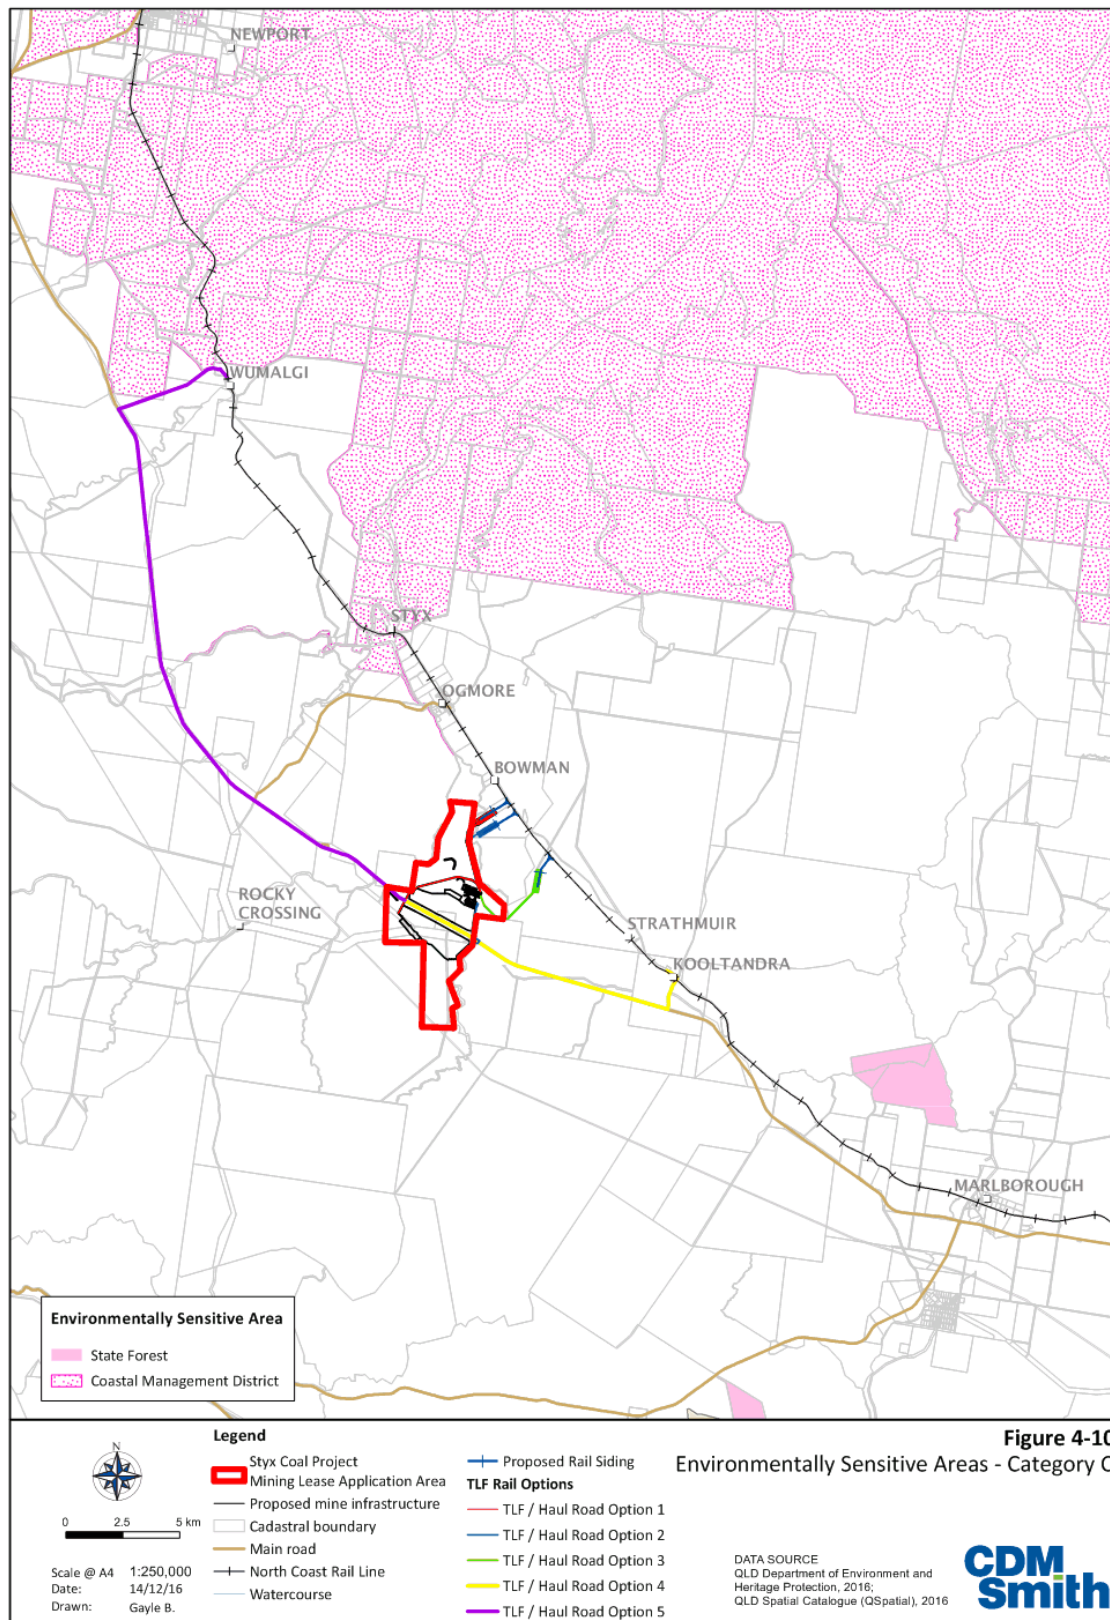 NEWPORT
WUMALGI
STYX
OGMORE
BOWMAN
ROCKY
CROSSING
STRATHMUIR
KOOLTANDRA
MARLBOROUGH
Environmentally Sensitive Area
State Forest
Coastal Management District
N
0 2.5 5 km
Scale @ A4 1:250,000
Date: 14/12/16
Drawn: Gayle B.
Legend
Styx Coal Project
Mining Lease Application Area
Proposed mine infrastructure
Cadastral boundary
Main road
North Coast Rail Line
Watercourse
Proposed Rail Siding
TLF Rail Options
TLF / Haul Road Option 1
TLF / Haul Road Option 2
TLF / Haul Road Option 3
TLF / Haul Road Option 4
TLF / Haul Road Option 5
Figure 4-10
Environmentally Sensitive Areas - Category C
DATA SOURCE
QLD Department of Environment and
Heritage Protection, 2016;
QLD Spatial Catalogue (QSpatial), 2016
CDM
Smith